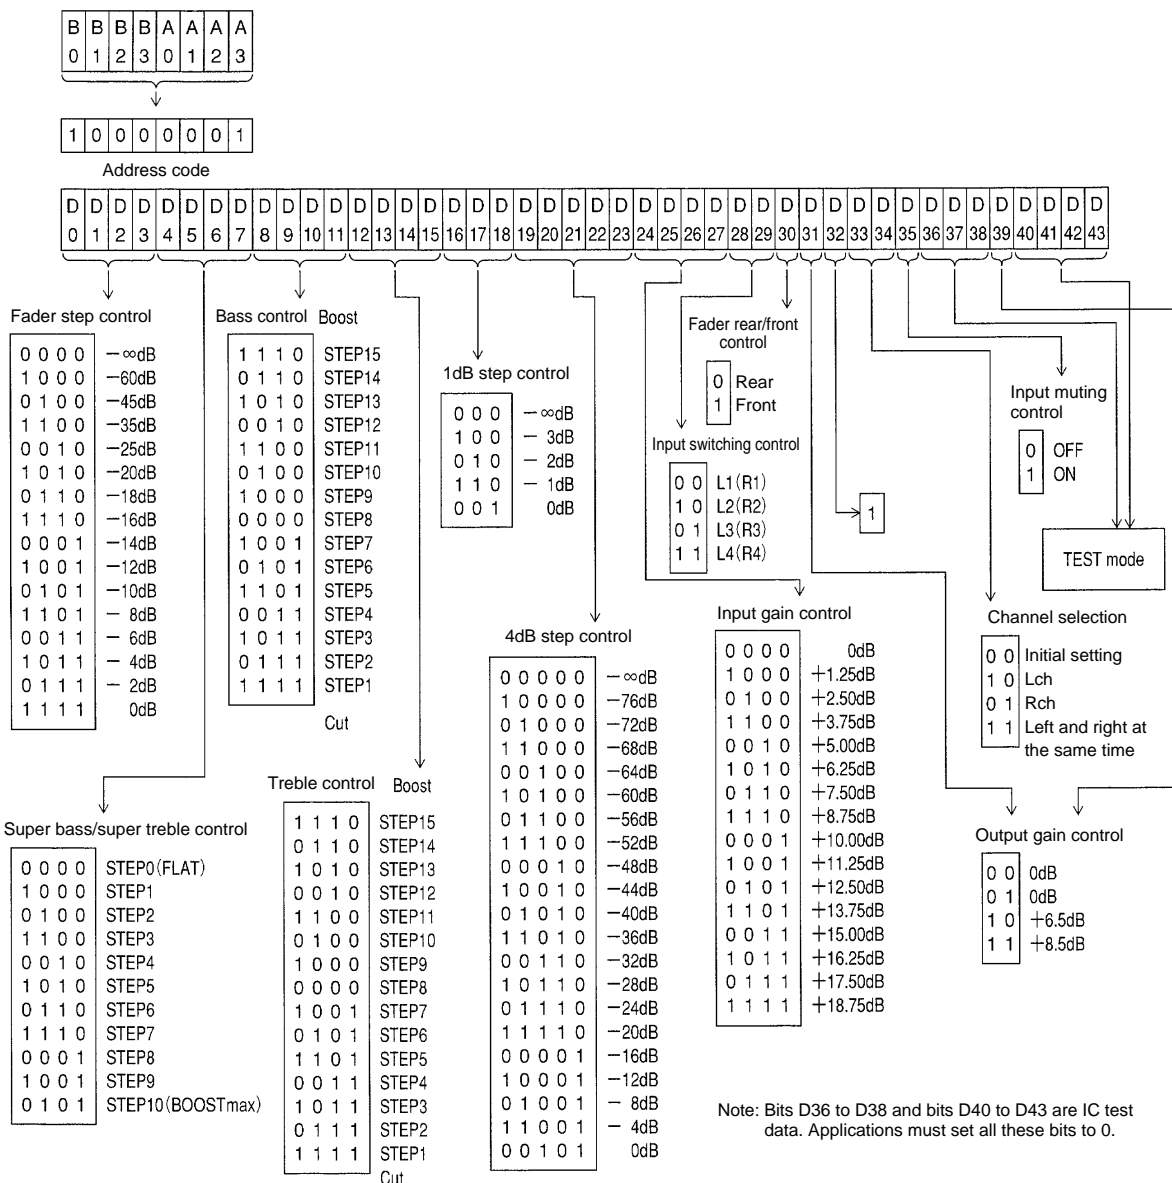 B B B B A A A A
0 1 2 3 0 1 2 3
1 0 0 0 0 0 0 1
Address code
D D D D D D D D D D D D D D D D D D D D D D D D D D D D D D D D D D D D D D D D D D D D
0 1 2 3 4 5 6 7 8 9 10 11 12 13 14 15 16 17 18 19 20 21 22 23 24 25 26 27 28 29 30 31 32 33 34 35 36 37 38 39 40 41 42 43
Fader step control
0 0 0 0 −∞dB
1 0 0 0 −60dB
0 1 0 0 −45dB
1 1 0 0 −35dB
0 0 1 0 −25dB
1 0 1 0 −20dB
0 1 1 0 −18dB
1 1 1 0 −16dB
0 0 0 1 −14dB
1 0 0 1 −12dB
0 1 0 1 −10dB
1 1 0 1 − 8dB
0 0 1 1 − 6dB
1 0 1 1 − 4dB
0 1 1 1 − 2dB
1 1 1 1 0dB
Bass control Boost
1 1 1 0 STEP15
0 1 1 0 STEP14
1 0 1 0 STEP13
0 0 1 0 STEP12
1 1 0 0 STEP11
0 1 0 0 STEP10
1 0 0 0 STEP9
0 0 0 0 STEP8
1 0 0 1 STEP7
0 1 0 1 STEP6
1 1 0 1 STEP5
0 0 1 1 STEP4
1 0 1 1 STEP3
0 1 1 1 STEP2
1 1 1 1 STEP1
Cut
1dB step control
0 0 0 −∞dB
1 0 0 − 3dB
0 1 0 − 2dB
1 1 0 − 1dB
0 0 1 0dB
Fader rear/front
control
0 Rear
1 Front
Input switching control
0 0 L1(R1)
1 0 L2(R2)
0 1 L3(R3)
1 1 L4(R4)
1
Input muting
control
0 OFF
1 ON
TEST mode
Channel selection
0 0 Initial setting
1 0 Lch
0 1 Rch
1 1 Left and right at
the same time
Super bass/super treble control
0 0 0 0 STEP0(FLAT)
1 0 0 0 STEP1
0 1 0 0 STEP2
1 1 0 0 STEP3
0 0 1 0 STEP4
1 0 1 0 STEP5
0 1 1 0 STEP6
1 1 1 0 STEP7
0 0 0 1 STEP8
1 0 0 1 STEP9
0 1 0 1 STEP10(BOOSTmax)
Treble control Boost
1 1 1 0 STEP15
0 1 1 0 STEP14
1 0 1 0 STEP13
0 0 1 0 STEP12
1 1 0 0 STEP11
0 1 0 0 STEP10
1 0 0 0 STEP9
0 0 0 0 STEP8
1 0 0 1 STEP7
0 1 0 1 STEP6
1 1 0 1 STEP5
0 0 1 1 STEP4
1 0 1 1 STEP3
0 1 1 1 STEP2
1 1 1 1 STEP1
Cut
4dB step control
0 0 0 0 0 −∞dB
1 0 0 0 0 −76dB
0 1 0 0 0 −72dB
1 1 0 0 0 −68dB
0 0 1 0 0 −64dB
1 0 1 0 0 −60dB
0 1 1 0 0 −56dB
1 1 1 0 0 −52dB
0 0 0 1 0 −48dB
1 0 0 1 0 −44dB
0 1 0 1 0 −40dB
1 1 0 1 0 −36dB
0 0 1 1 0 −32dB
1 0 1 1 0 −28dB
0 1 1 1 0 −24dB
1 1 1 1 0 −20dB
0 0 0 0 1 −16dB
1 0 0 0 1 −12dB
0 1 0 0 1 − 8dB
1 1 0 0 1 − 4dB
0 0 1 0 1 0dB
Input gain control
0 0 0 0 0dB
1 0 0 0 +1.25dB
0 1 0 0 +2.50dB
1 1 0 0 +3.75dB
0 0 1 0 +5.00dB
1 0 1 0 +6.25dB
0 1 1 0 +7.50dB
1 1 1 0 +8.75dB
0 0 0 1 +10.00dB
1 0 0 1 +11.25dB
0 1 0 1 +12.50dB
1 1 0 1 +13.75dB
0 0 1 1 +15.00dB
1 0 1 1 +16.25dB
0 1 1 1 +17.50dB
1 1 1 1 +18.75dB
Output gain control
0 0 0dB
0 1 0dB
1 0 +6.5dB
1 1 +8.5dB
Note: Bits D36 to D38 and bits D40 to D43 are IC test
data. Applications must set all these bits to 0.